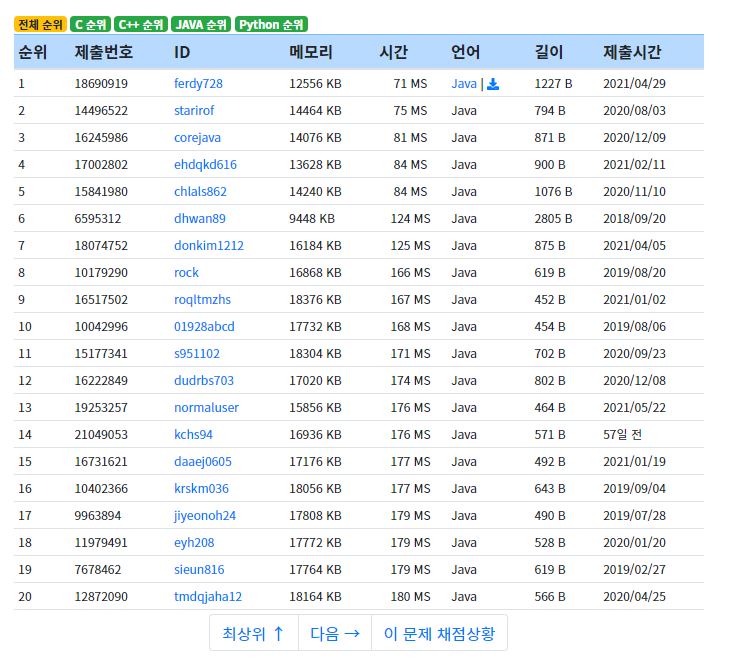 전체 순위 C 순위 C++ 순위 JAVA 순위 Python 순위
순위 제출번호 ID 메모리 시간 언어 길이 제출시간
1 18690919 ferdy728 12556 KB 71 MS Java | 1227 B 2021/04/29
2 14496522 starirof 14464 KB 75 MS Java 794 B 2020/08/03
3 16245986 corejava 14076 KB 81 MS Java 871 B 2020/12/09
4 17002802 ehdqkd616 13628 KB 84 MS Java 900 B 2021/02/11
5 15841980 chlals862 14240 KB 84 MS Java 1076 B 2020/11/10
6 6595312 dhwan89 9448 KB 124 MS Java 2805 B 2018/09/20
7 18074752 donkim1212 16184 KB 125 MS Java 875 B 2021/04/05
8 10179290 rock 16868 KB 166 MS Java 619 B 2019/08/20
9 16517502 roqltmzhs 18376 KB 167 MS Java 452 B 2021/01/02
10 10042996 01928abcd 17732 KB 168 MS Java 454 B 2019/08/06
11 15177341 s951102 18304 KB 171 MS Java 702 B 2020/09/23
12 16222849 dudrbs703 17020 KB 174 MS Java 802 B 2020/12/08
13 19253257 normaluser 15856 KB 176 MS Java 464 B 2021/05/22
14 21049053 kchs94 16936 KB 176 MS Java 571 B 57일 전
15 16731621 daaej0605 17176 KB 177 MS Java 492 B 2021/01/19
16 10402366 krskm036 18056 KB 177 MS Java 643 B 2019/09/04
17 9963894 jiyeonoh24 17808 KB 179 MS Java 490 B 2019/07/28
18 11979491 eyh208 17772 KB 179 MS Java 528 B 2020/01/20
19 7678462 sieun816 17764 KB 179 MS Java 619 B 2019/02/27
20 12872090 tmdqjaha12 18164 KB 180 MS Java 566 B 2020/04/25
최상위 ↑ 다음 → 이 문제 채점상황